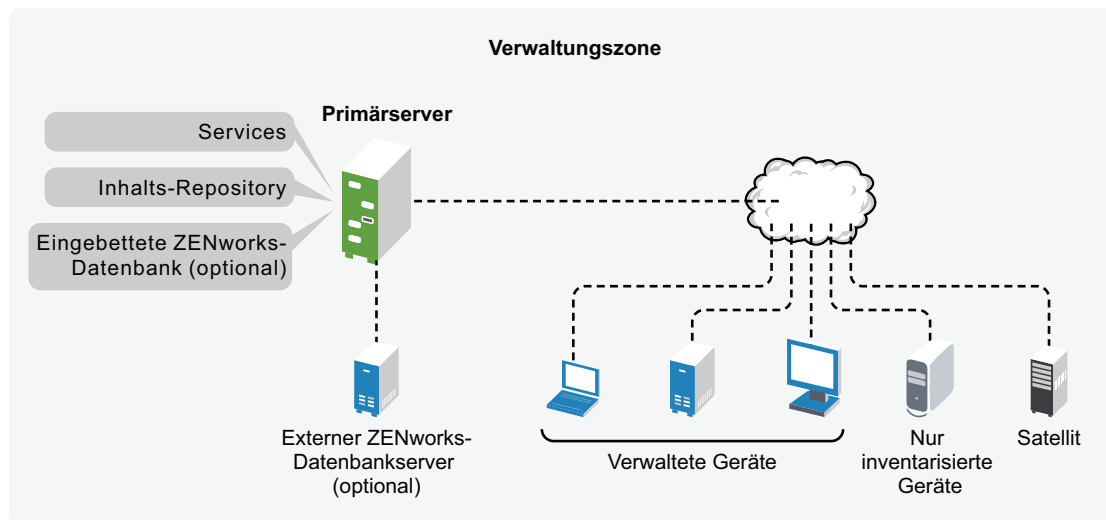 Verwaltungszone
Primärserver
Services
Inhalts-Repository
Eingebettete ZENworks-
Datenbank (optional)
Externer ZENworks-
Datenbankserver
(optional)
Verwaltete Geräte
Nur
inventarisierte
Geräte
Satellit